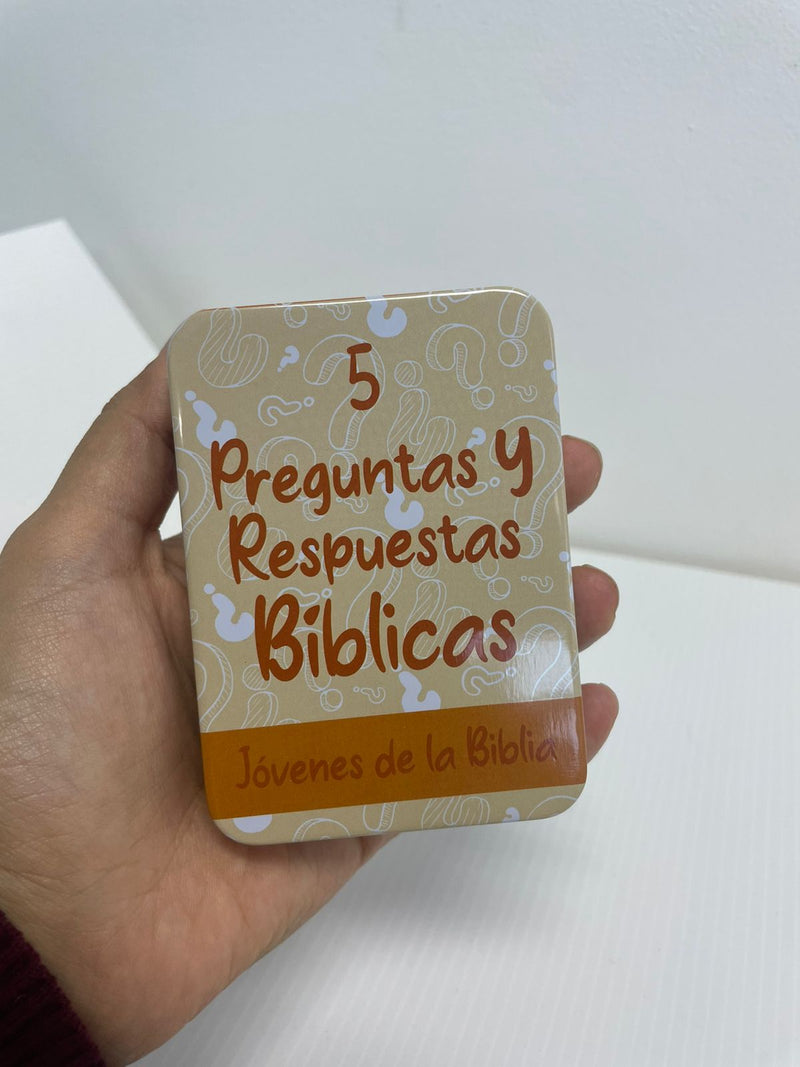 5
Preguntas y
Respuestas
Bíblicas
Jóvenes de la Biblia